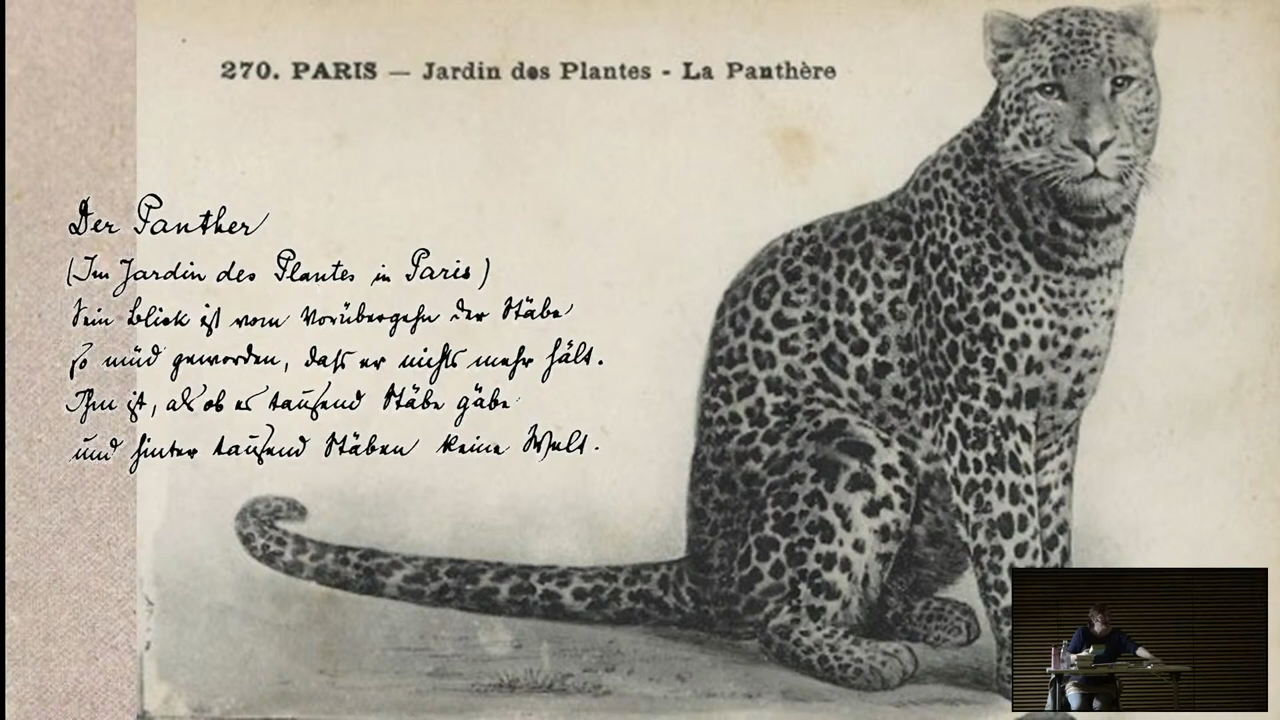 270. PARIS — Jardin des Plantes - La Panthère
Der Panther
(Im Jardin des Plantes in Paris)
Sein Blick ist vom Vorübergehn der Stäbe
so müd geworden, daß er nichts mehr hält.
Ihm ist, als ob es tausend Stäbe gäbe
und hinter tausend Stäben keine Welt.